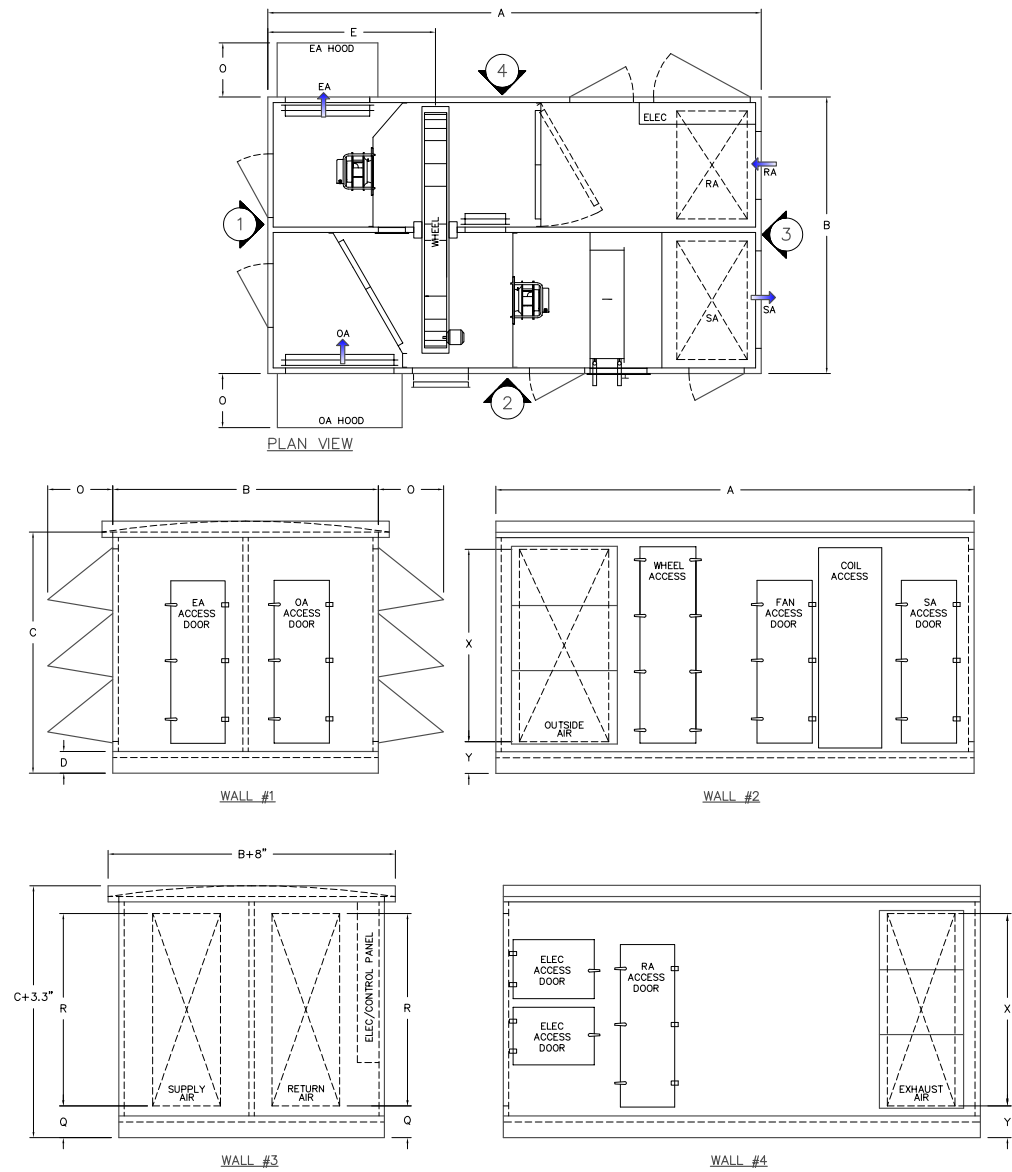 A
E
EA HOOD
O
EA
4
ELEC
RA
RA
1
WHEEL
3
B
SA
SA
OA
O
OA HOOD
2
PLAN VIEW
O
B
O
A
EA
ACCESS
DOOR
OA
ACCESS
DOOR
C
D
WALL #1
WHEEL
ACCESS
COIL
ACCESS
FAN
ACCESS
DOOR
SA
ACCESS
DOOR
X
OUTSIDE
AIR
Y
WALL #2
B+8"
C+3.3"
R
ELEC/CONTROL PANEL
R
SUPPLY
AIR
RETURN
AIR
Q
Q
WALL #3
ELEC
ACCESS
DOOR
RA
ACCESS
DOOR
ELEC
ACCESS
DOOR
X
EXHAUST
AIR
Y
WALL #4